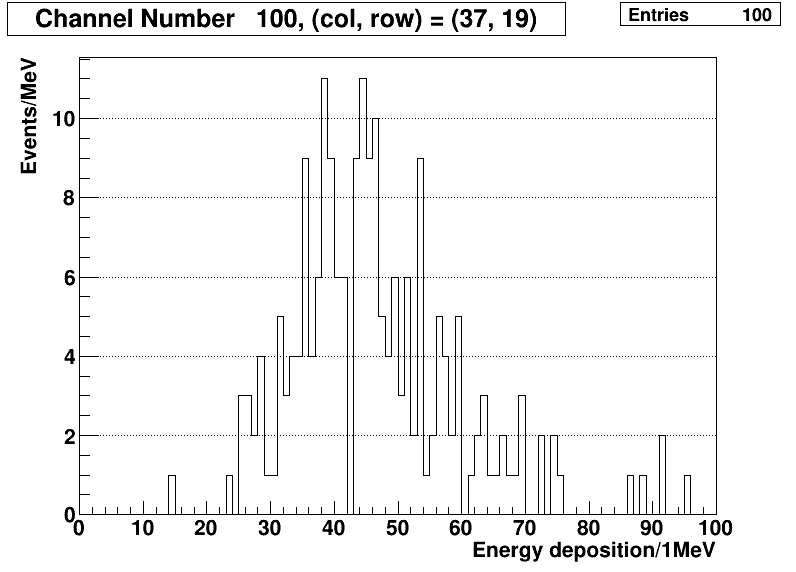 Channel Number 100, (col, row) = (37, 19)
Entries 100
Events/MeV
10
8
6
4
2
0
0 10 20 30 40 50 60 70 80 90 100
Energy deposition/1MeV